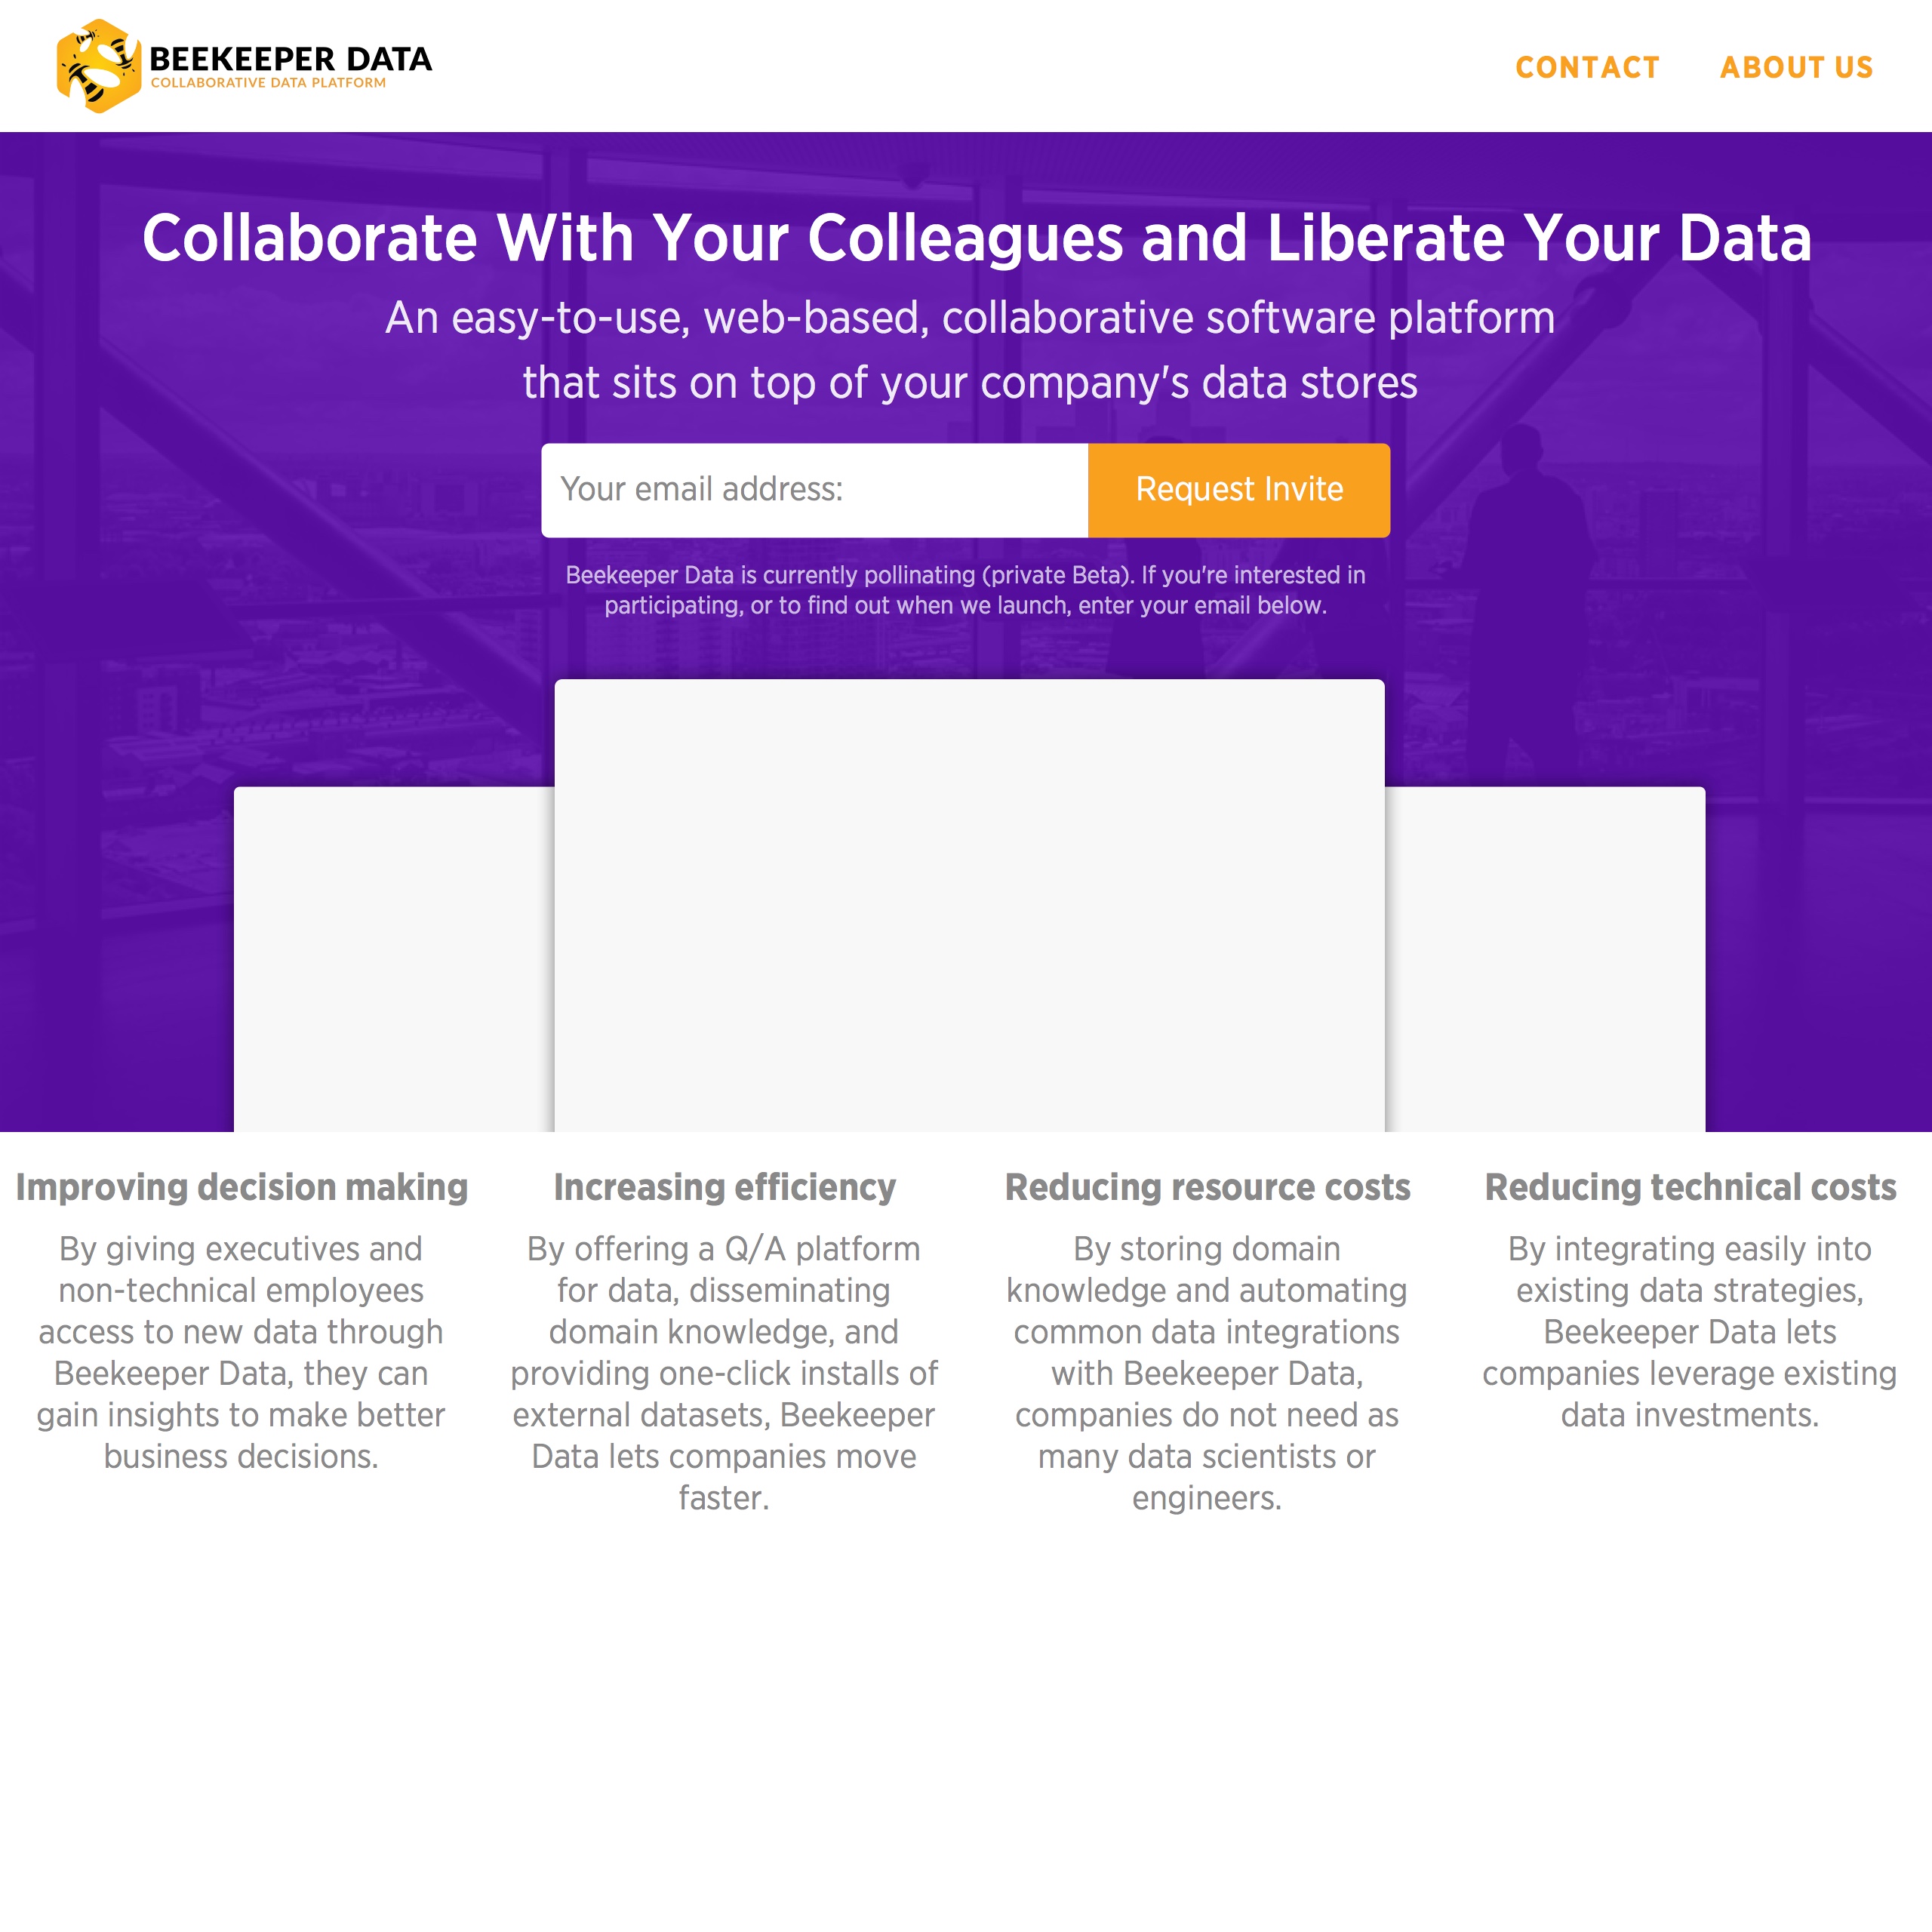 BEEKEEPER DATA
COLLABORATIVE DATA PLATFORM
CONTACT
ABOUT US
Collaborate With Your Colleagues and Liberate Your Data
An easy-to-use, web-based, collaborative software platform
that sits on top of your company's data stores
Your email address:
Request Invite
Beekeeper Data is currently pollinating (private Beta). If you're interested in
participating, or to find out when we launch, enter your email below.
Improving decision making
By giving executives and
non-technical employees
access to new data through
Beekeeper Data, they can
gain insights to make better
business decisions.
Increasing efficiency
By offering a Q/A platform
for data, disseminating
domain knowledge, and
providing one-click installs of
external datasets, Beekeeper
Data lets companies move
faster.
Reducing resource costs
By storing domain
knowledge and automating
common data integrations
with Beekeeper Data,
companies do not need as
many data scientists or
engineers.
Reducing technical costs
By integrating easily into
existing data strategies,
Beekeeper Data lets
companies leverage existing
data investments.